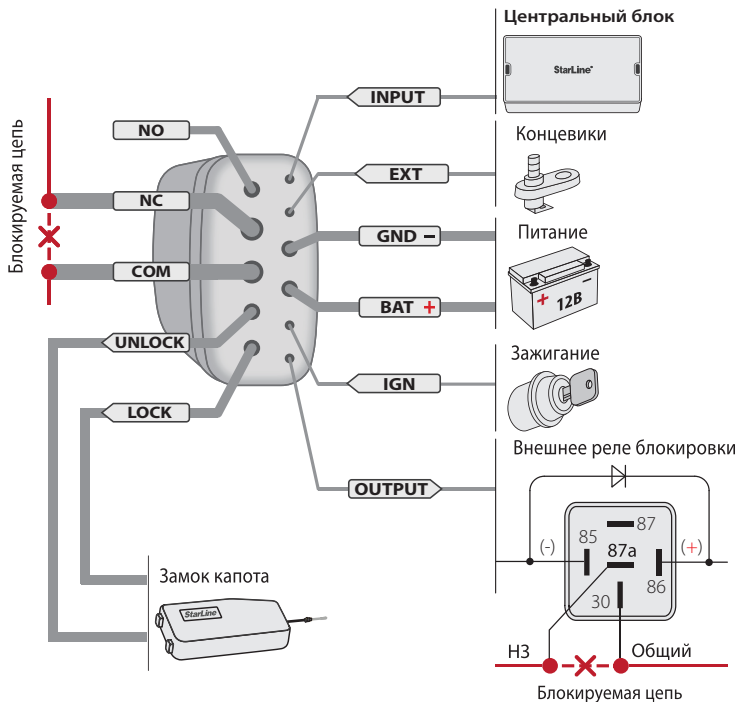 Центральный блок
StarLine®
INPUT
NO
Концевики
EXT
Блокируемая цепь
NC
GND −
Питание
COM
BAT +
+ 12В −
UNLOCK
Зажигание
IGN
LOCK
Внешнее реле блокировки
OUTPUT
87
85
(-)
87a
(+)
86
30
Замок капота
StarLine
НЗ
Общий
Блокируемая цепь